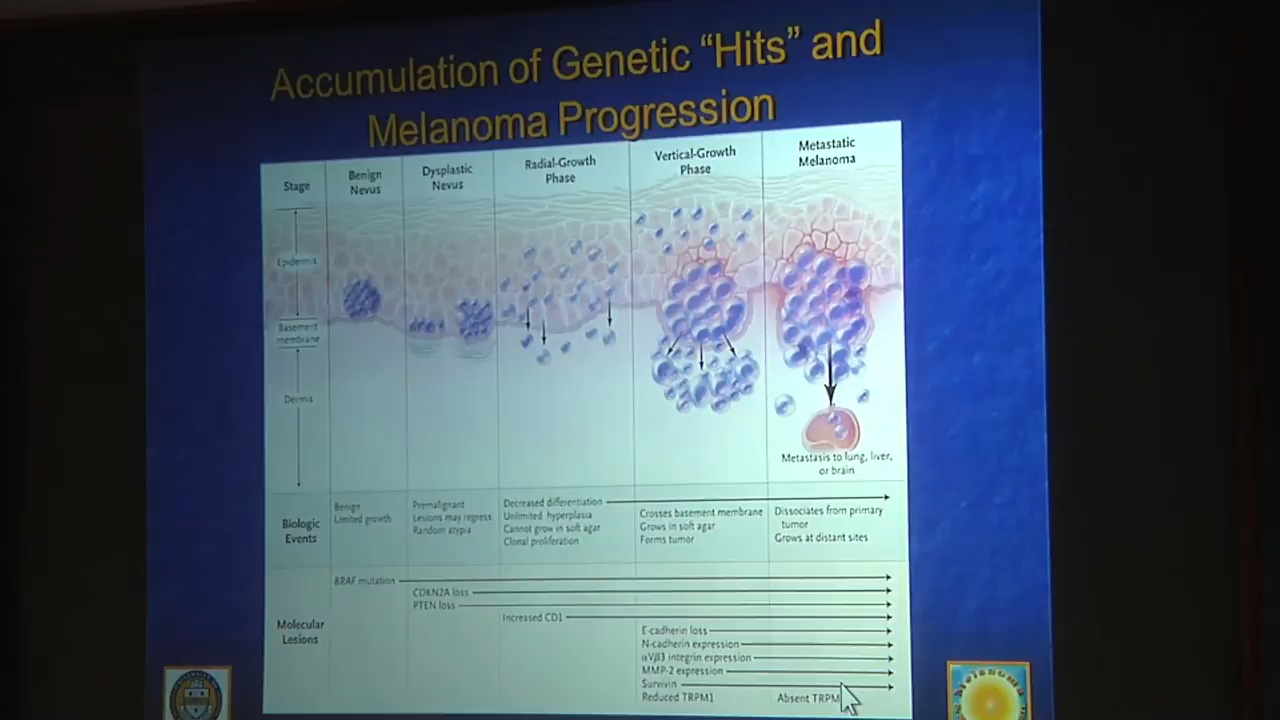 Accumulation of Genetic “Hits” and
Melanoma Progression
Stage
Benign
Nevus
Dysplastic
Nevus
Radial-Growth
Phase
Vertical-Growth
Phase
Metastatic
Melanoma
Epidermis
Basement
membrane
Dermis
Metastasis to lung, liver,
or brain
Biologic
Events
Benign
Limited growth
Premalignant
Lesions may regress
Random atypia
Decreased differentiation
Unlimited hyperplasia
Cannot grow in soft agar
Clonal proliferation
Crosses basement membrane
Grows in soft agar
Forms tumor
Dissociates from primary
tumor
Grows at distant sites
Molecular
Lesions
BRAF mutation
CDKN2A loss
PTEN loss
Increased CD1
E-cadherin loss
N-cadherin expression
αVβ3 integrin expression
MMP-2 expression
Survivin
Reduced TRPM1
Absent TRPM
Melanoma